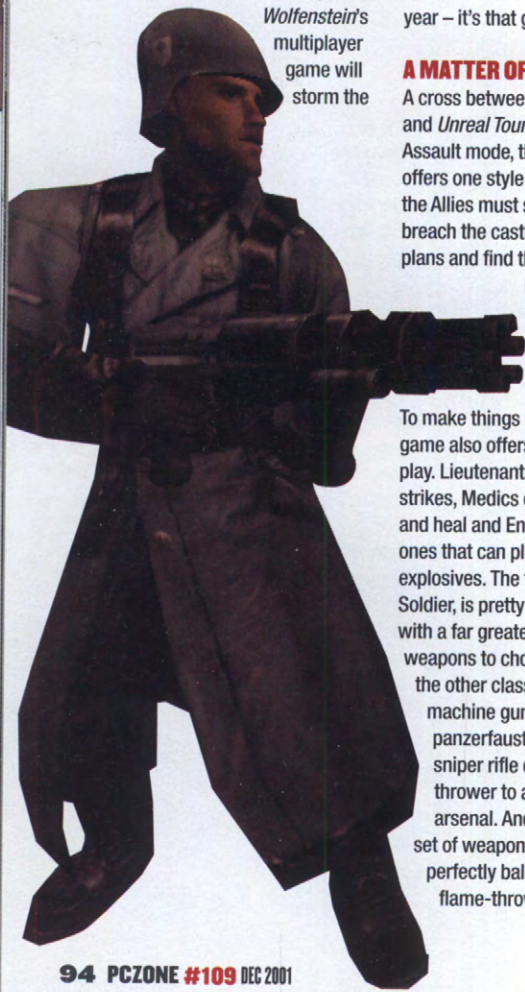 Wolfenstein's
multiplayer
game will
storm the
year – it's that g
A MATTER OF
A cross betwee
and Unreal Tour
Assault mode, th
offers one style
the Allies must s
breach the cast
plans and find th
To make things
game also offers
play. Lieutenant
strikes, Medics
and heal and En
ones that can pl
explosives. The
Soldier, is pretty
with a far greate
weapons to cho
the other class
machine gun
panzerfaust
sniper rifle
thrower to a
arsenal. And
set of weapon
perfectly bal
flame-throw
94 PCZONE #109 DEC 2001